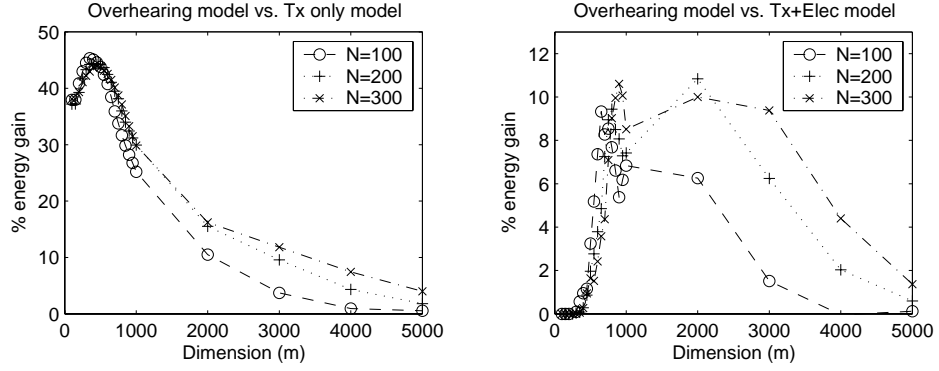 Overhearing model vs. Tx only model
50
40
30
20
10
0
% energy gain
0 1000 2000 3000 4000 5000
Dimension (m)
N=100
N=200
N=300
Overhearing model vs. Tx+Elec model
12
10
8
6
4
2
0
% energy gain
0 1000 2000 3000 4000 5000
Dimension (m)
N=100
N=200
N=300